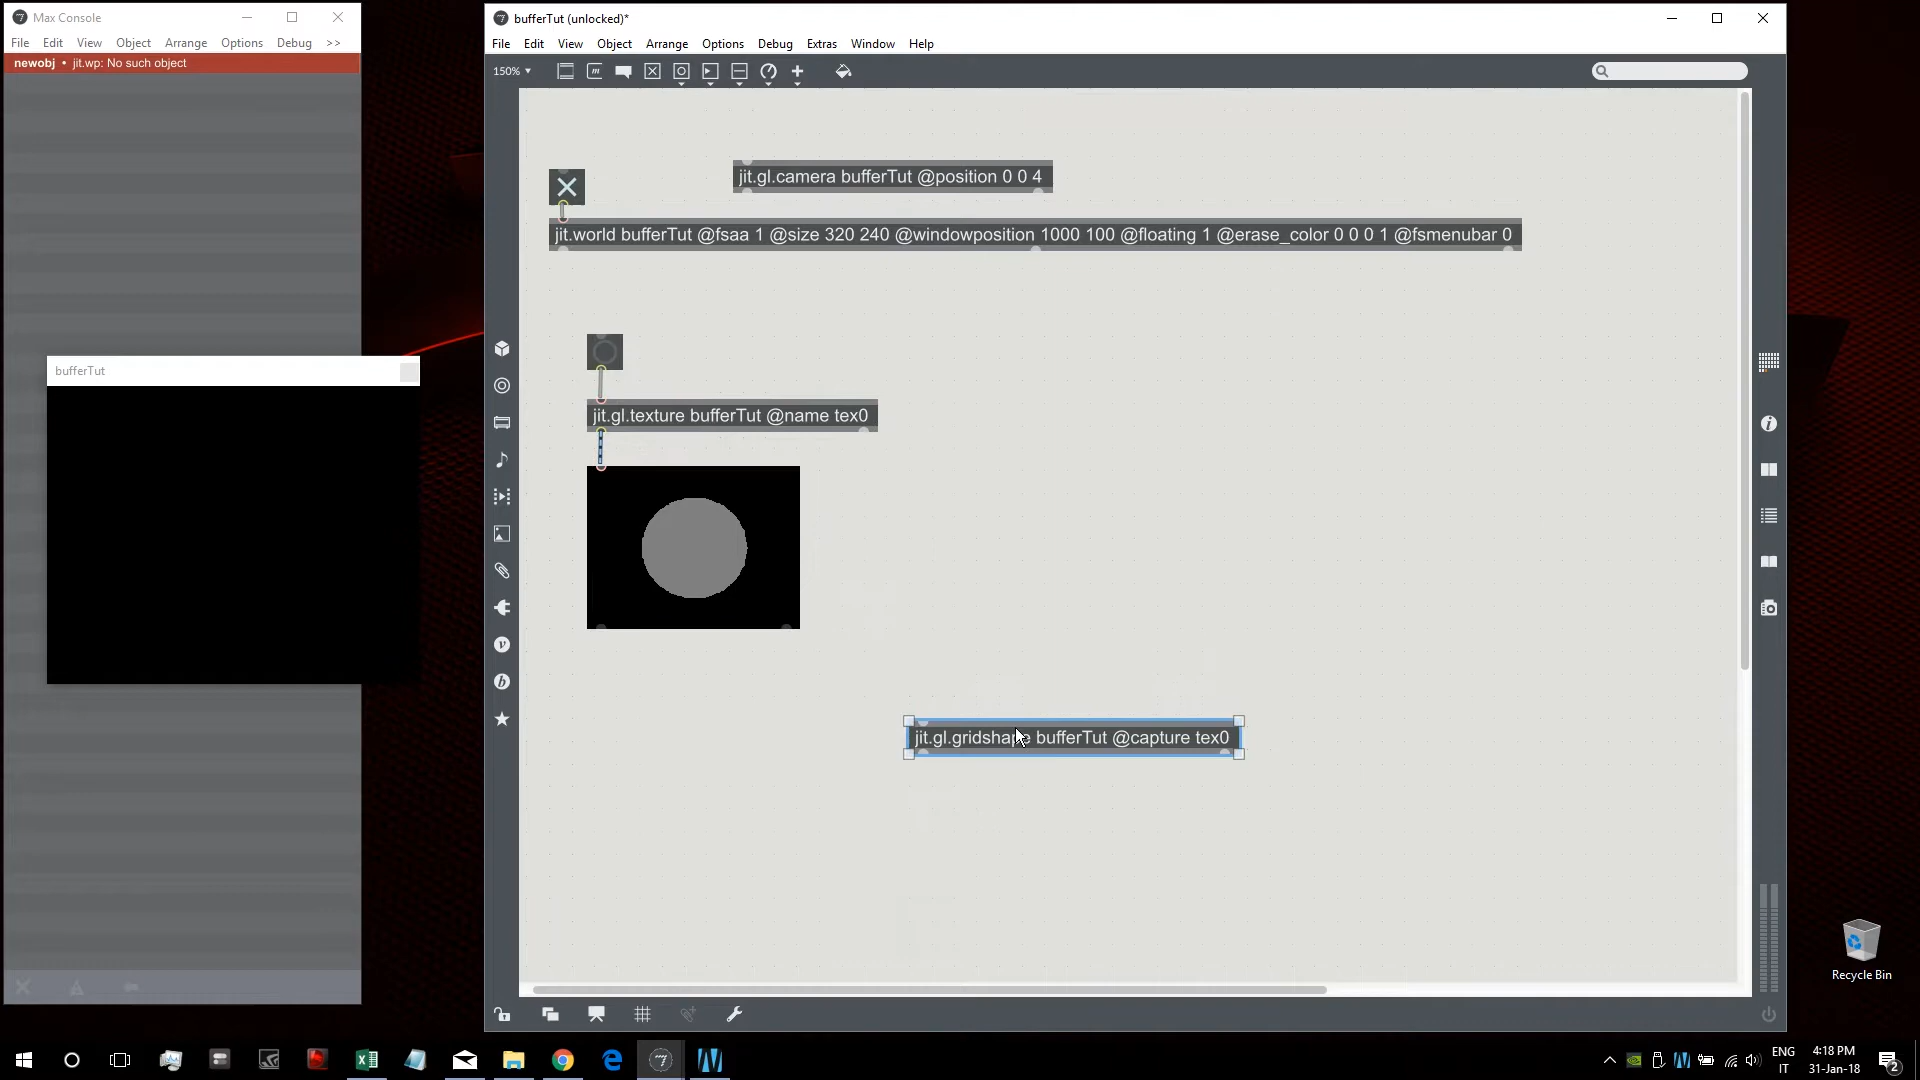 Max Console
File Edit View Object Arrange Options Debug >>
newobj • jit.wp: No such object
bufferTut
bufferTut (unlocked)*
File Edit View Object Arrange Options Debug Extras Window Help
150%
jit.gl.camera bufferTut @position 0 0 4
jit.world bufferTut @fsaa 1 @size 320 240 @windowposition 1000 100 @floating 1 @erase_color 0 0 0 1 @fsmenubar 0
jit.gl.texture bufferTut @name tex0
jit.gl.gridshape bufferTut @capture tex0
Recycle Bin
ENG
IT
4:18 PM
31-Jan-18
2